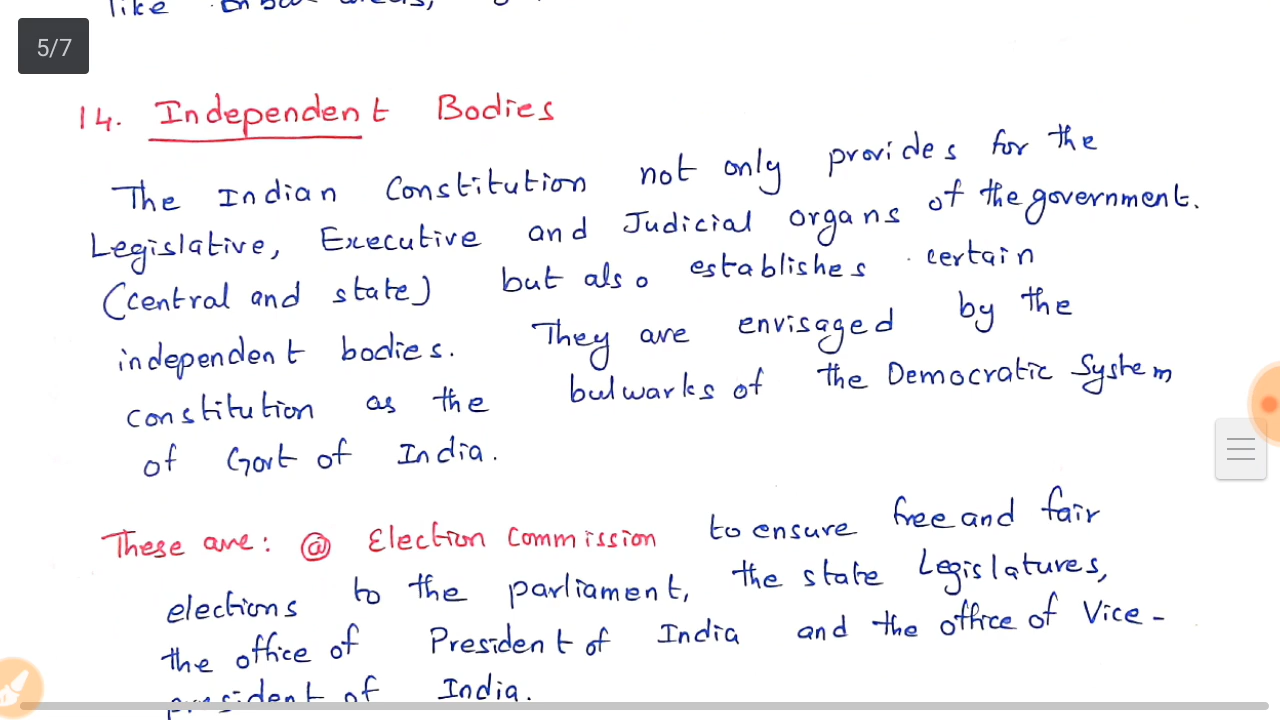 like
5/7
14. Independent Bodies
The Indian Constitution not only provides for the
Legislative, Executive and Judicial organs of the government.
(central and state) but also establishes certain
independent bodies. They are envisaged by the
constitution as the bulwarks of the Democratic System
of Govt of India.
These are: @ Election Commission to ensure free and fair
elections to the parliament, the state Legislatures,
the office of President of India and the office of Vice-
president of India.